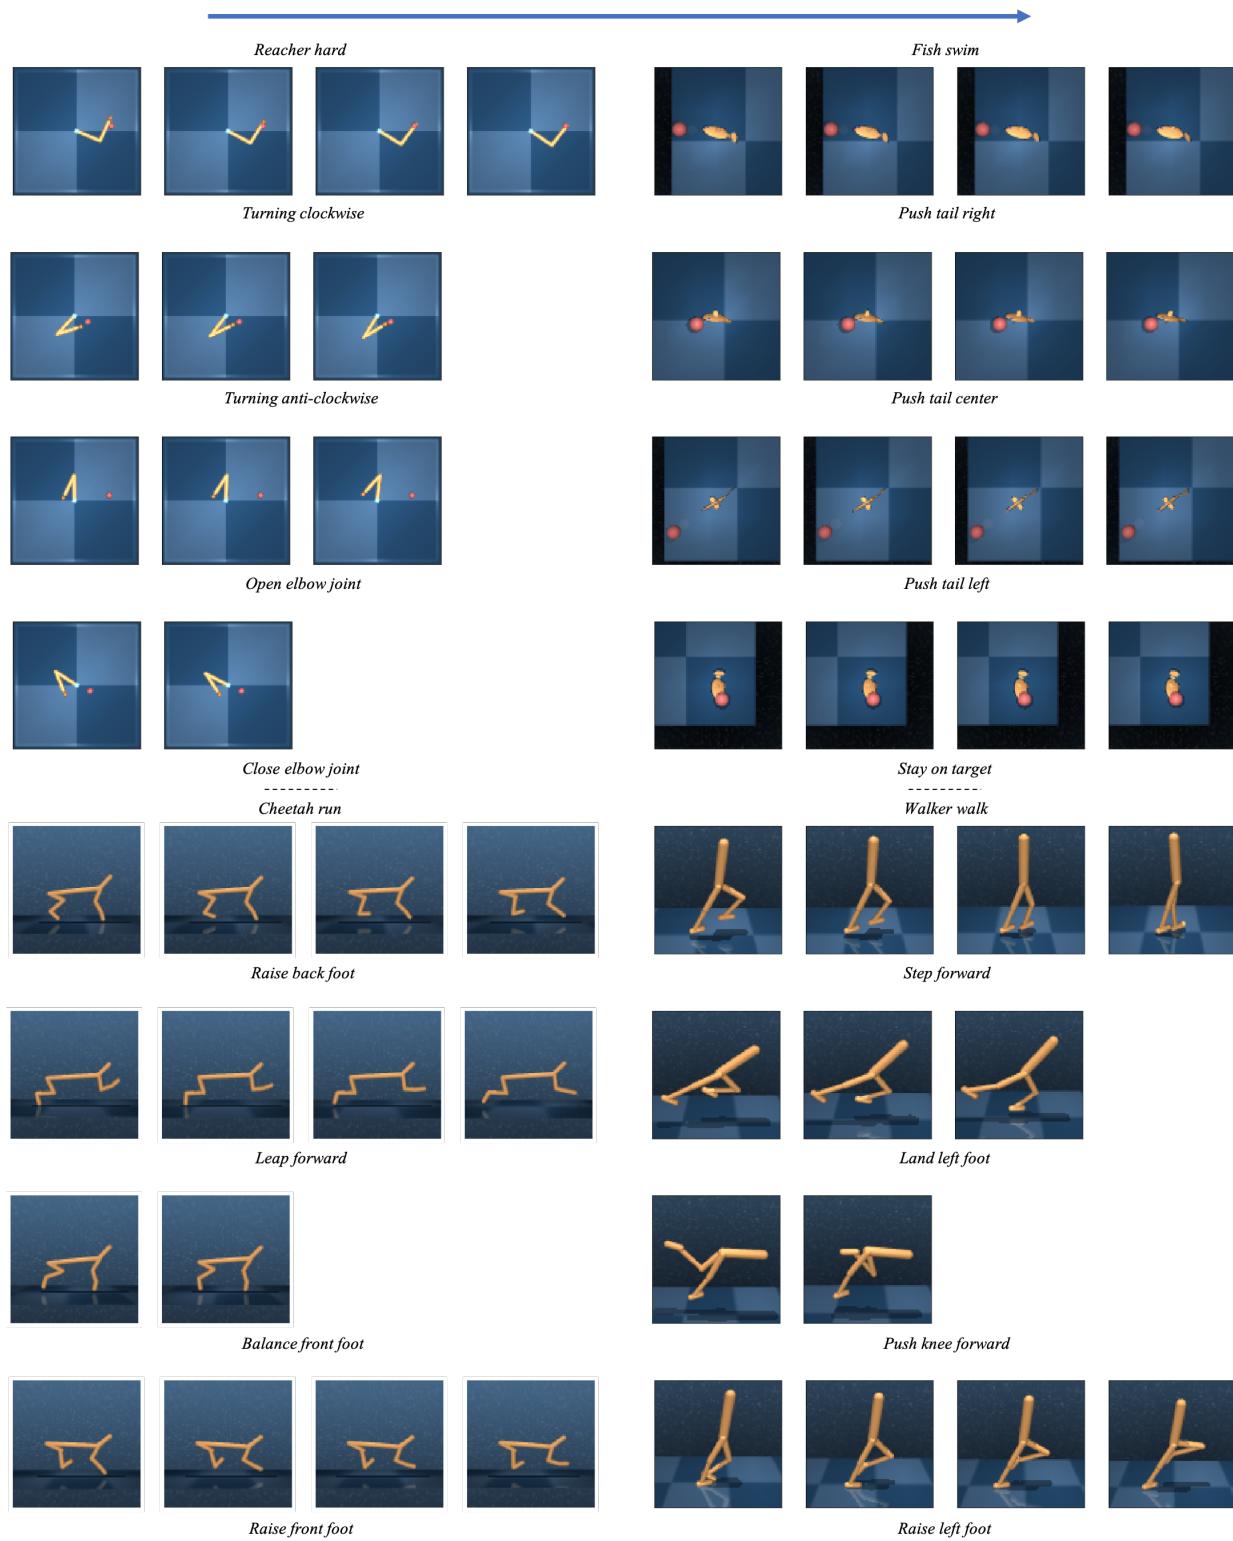 Reacher hard
Fish swim
Turning clockwise
Push tail right
Turning anti-clockwise
Push tail center
Open elbow joint
Push tail left
Close elbow joint
Stay on target
Cheetah run
Walker walk
Raise back foot
Step forward
Leap forward
Land left foot
Balance front foot
Push knee forward
Raise front foot
Raise left foot